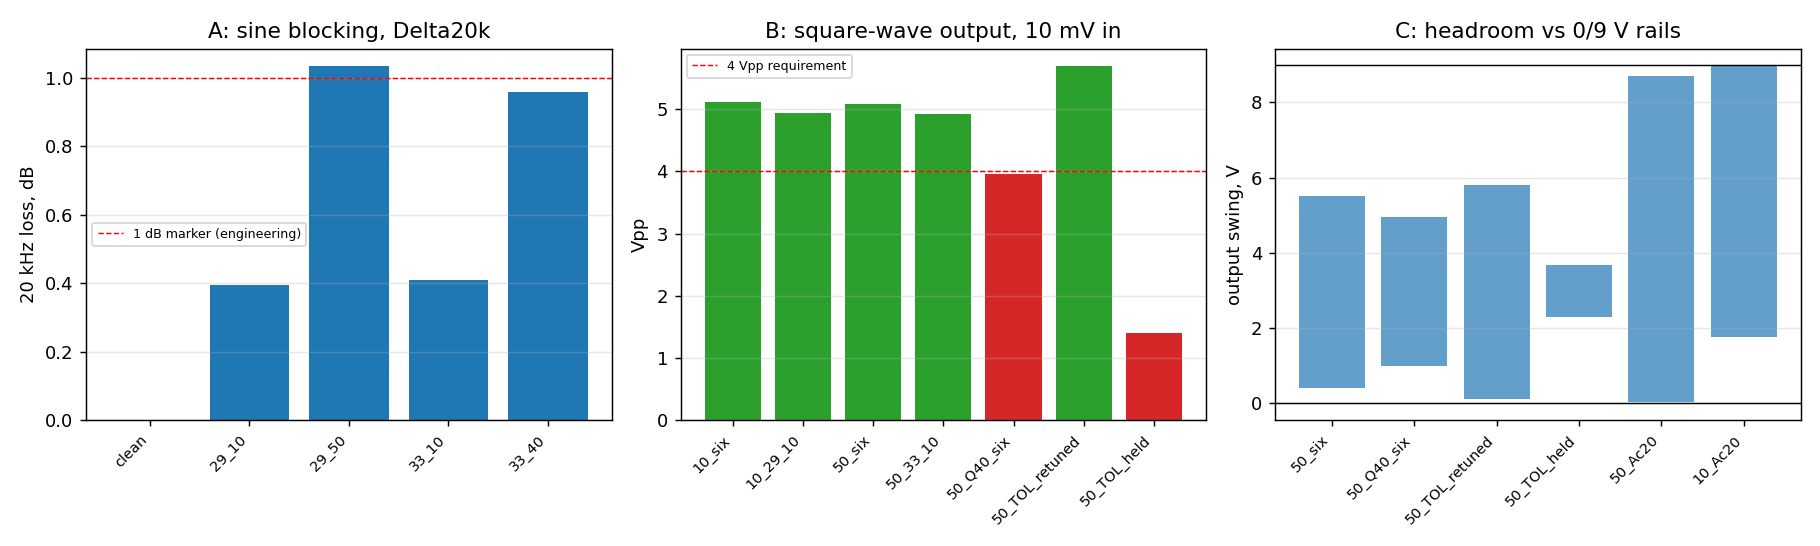 A: sine blocking, Delta20k
20 kHz loss, dB
1.0
0.8
0.6
0.4
0.2
0.0
1 dB marker (engineering)
clean
29_10
29_50
33_10
33_40
B: square-wave output, 10 mV in
Vpp
5
4
3
2
1
0
4 Vpp requirement
10_six
10_29_10
50_six
50_33_10
50_Q40_six
50_TOL_retuned
50_TOL_held
C: headroom vs 0/9 V rails
output swing, V
8
6
4
2
0
50_six
50_Q40_six
50_TOL_retuned
50_TOL_held
50_Ac20
10_Ac20